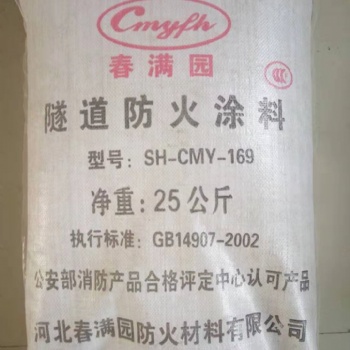 Cmyfh
春满园
CCC
隧道防火涂料
型号: SH-CMY-169
净重: 25公斤
执行标准: GB14907-2002
公安部消防产品合格评定中心认可产品
河北春满园防火材料有限公司